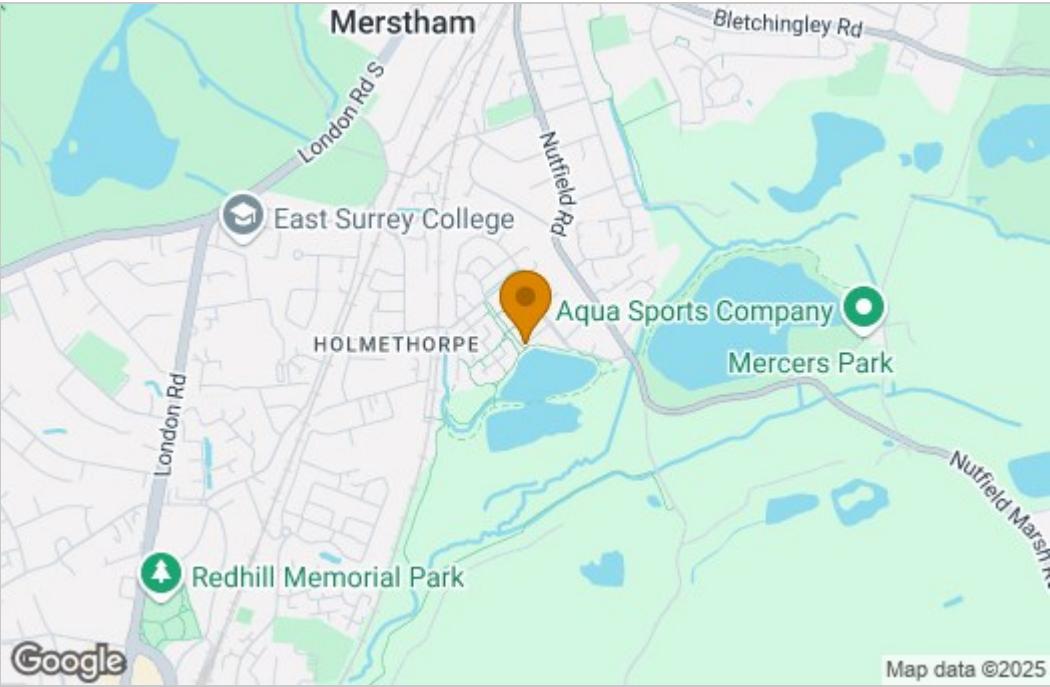 Merstham
Bletchingley Rd
London Rd S
Nutfield Rd
East Surrey College
Aqua Sports Company
HOLMETHORPE
Mercers Park
London Rd
Nutfield Marsh
Redhill Memorial Park
Google
Map data ©2025